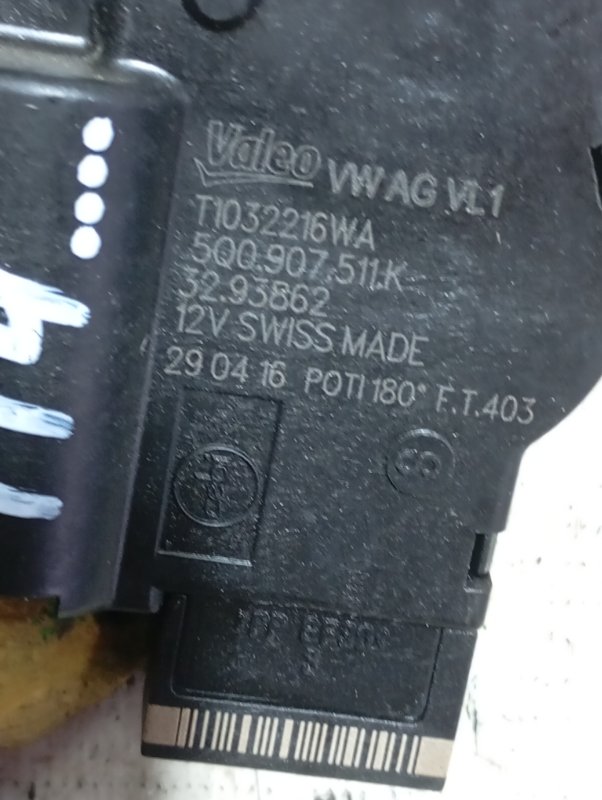 Valeo VW AG VL1
T1032216WA
5Q0.907.511.K
32.93862
12V SWISS MADE
29 04 16 POTI 180° F.T.403